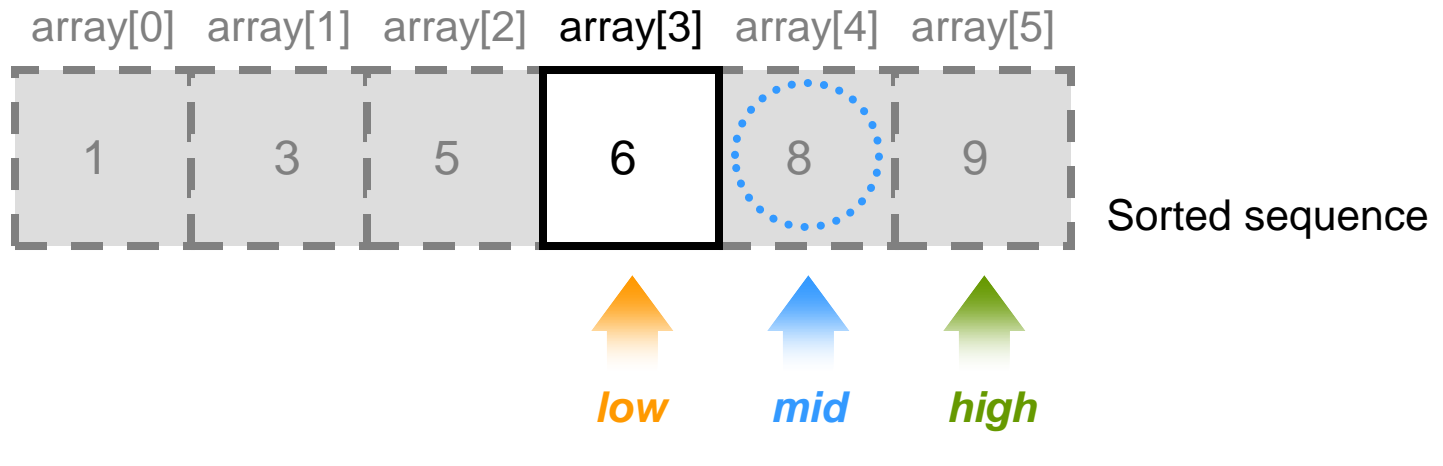 array[0] array[1] array[2] array[3] array[4] array[5]
1 3 5 6 8 9
Sorted sequence
low mid high